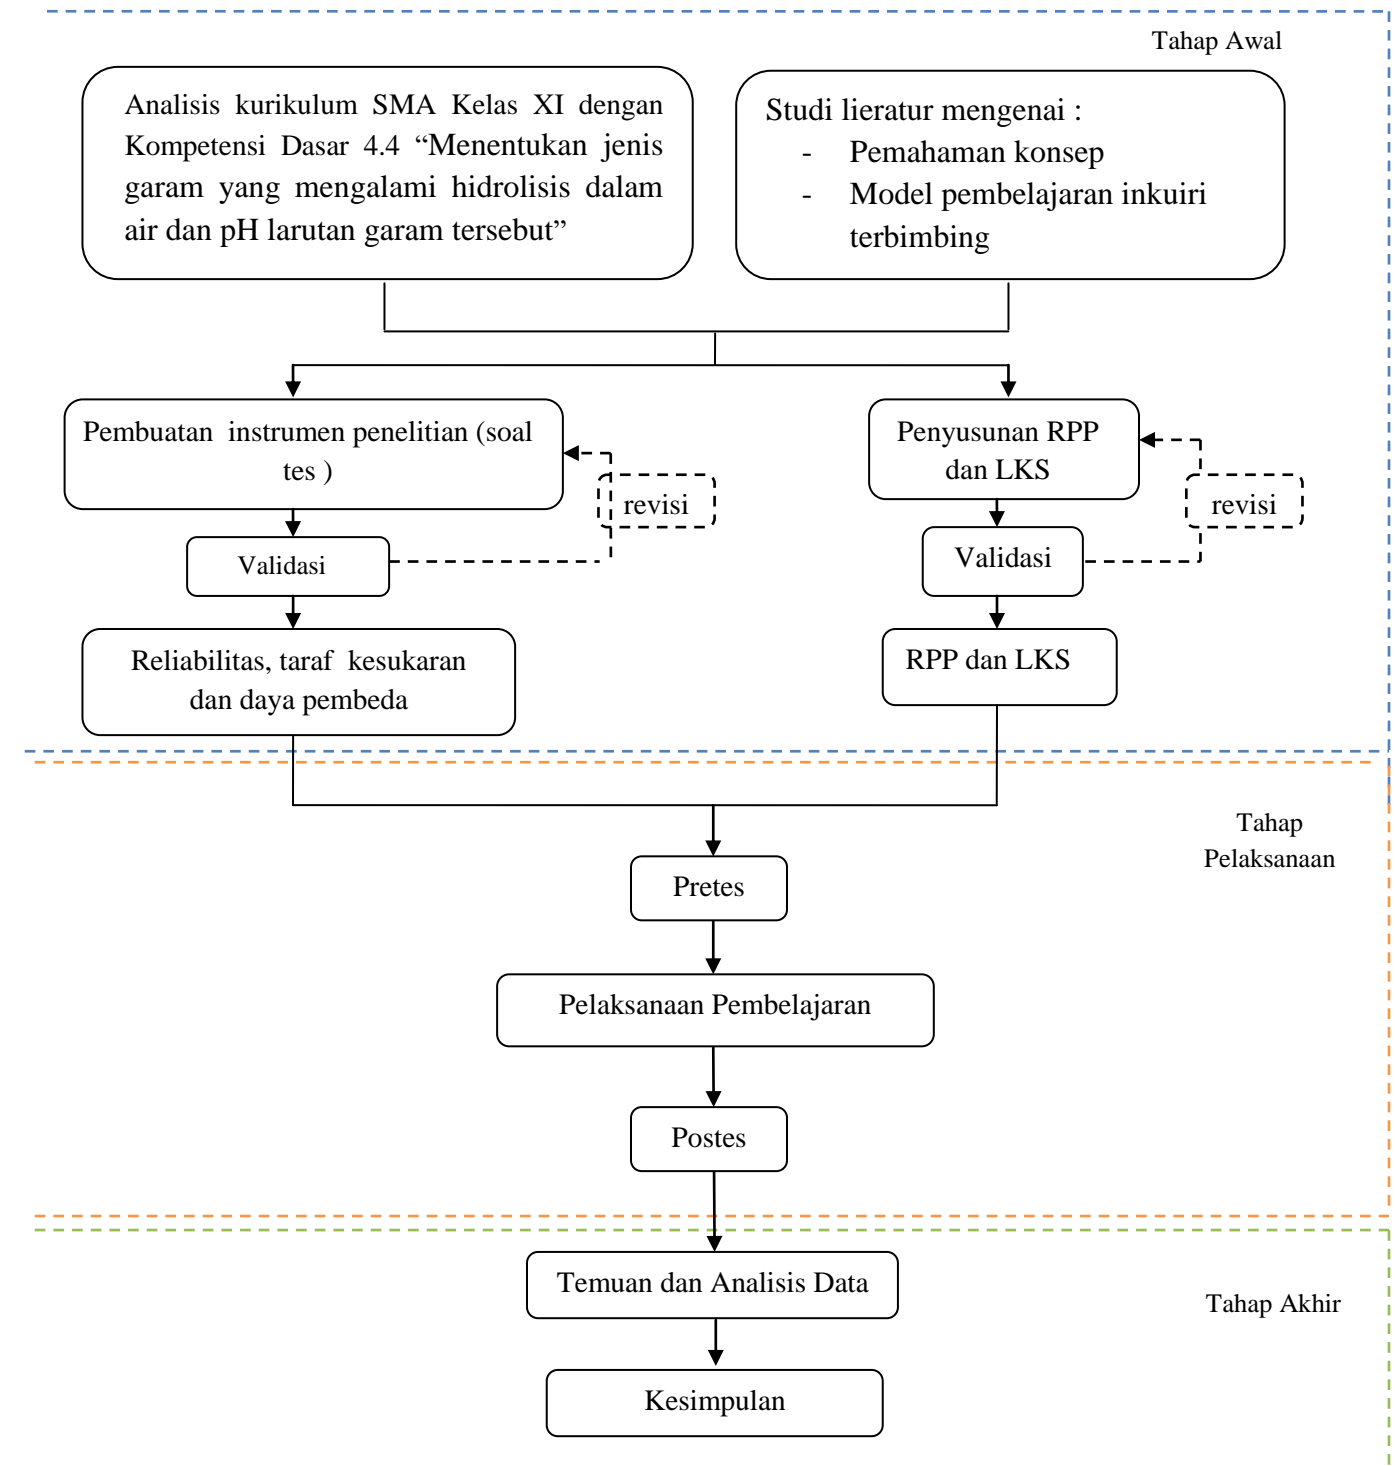 Tahap Awal
Analisis kurikulum SMA Kelas XI dengan
Kompetensi Dasar 4.4 “Menentukan jenis
garam yang mengalami hidrolisis dalam
air dan pH larutan garam tersebut”
Studi lieratur mengenai :
- Pemahaman konsep
- Model pembelajaran inkuiri
terbimbing
Pembuatan instrumen penelitian (soal
tes )
revisi
Validasi
Reliabilitas, taraf kesukaran
dan daya pembeda
Penyusunan RPP
dan LKS
revisi
Validasi
RPP dan LKS
Tahap
Pelaksanaan
Pretes
Pelaksanaan Pembelajaran
Postes
Temuan dan Analisis Data
Tahap Akhir
Kesimpulan